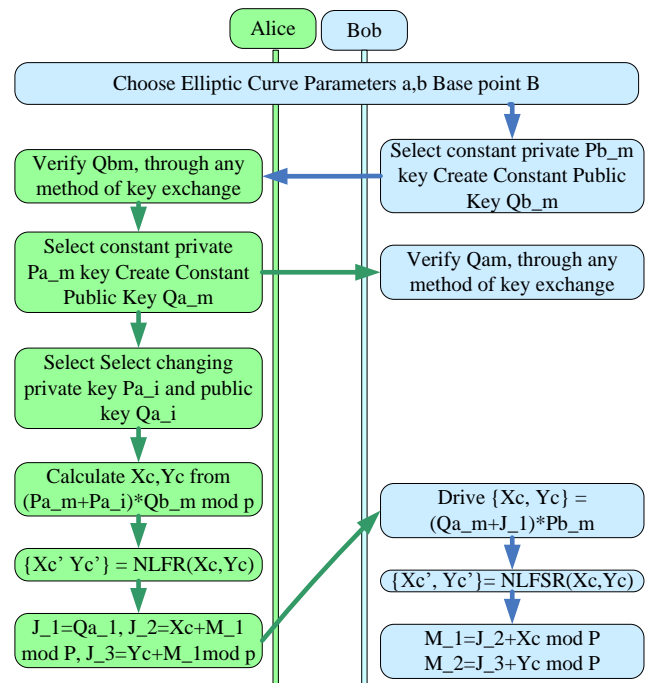 Alice
Bob
Choose Elliptic Curve Parameters a,b Base point B
Select constant private Pb_m
key Create Constant Public
Key Qb_m
Verify Qbm, through any
method of key exchange
Select constant private
Pa_m key Create Constant
Public Key Qa_m
Verify Qam, through any
method of key exchange
Select Select changing
private key Pa_i and public
key Qa_i
Calculate Xc,Yc from
(Pa_m+Pa_i)*Qb_m mod p
{Xc’ Yc’} = NLFR(Xc,Yc)
J_1=Qa_1, J_2=Xc+M_1
mod P, J_3=Yc+M_1mod p
Drive {Xc, Yc} =
(Qa_m+J_1)*Pb_m
{Xc’, Yc’}= NLFSR(Xc,Yc)
M_1=J_2+Xc mod P
M_2=J_3+Yc mod P